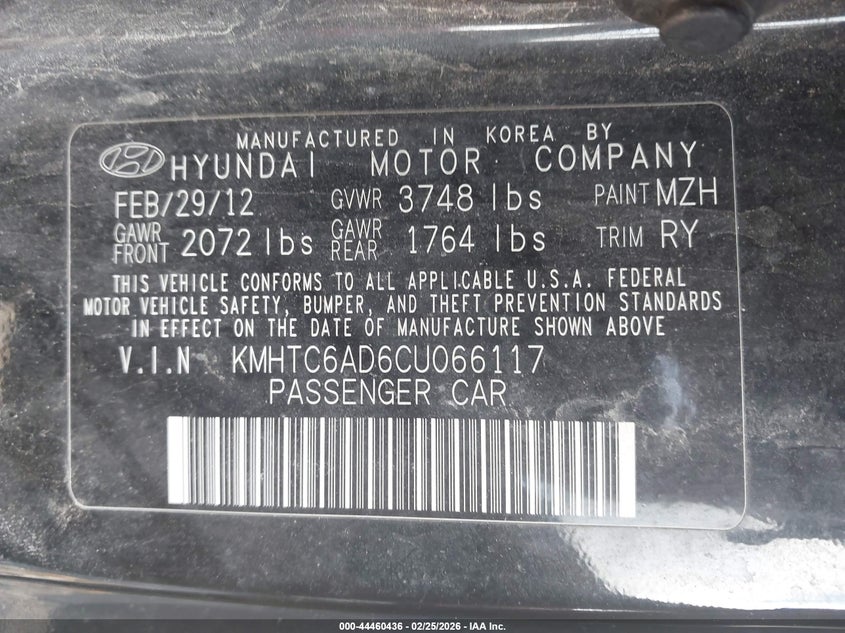 MANUFACTURED IN KOREA BY
HYUNDAI MOTOR COMPANY
FEB/29/12 GVWR 3748 lbs PAINT MZH
GAWR FRONT 2072 lbs GAWR REAR 1764 lbs TRIM RY
THIS VEHICLE CONFORMS TO ALL APPLICABLE U.S.A. FEDERAL
MOTOR VEHICLE SAFETY, BUMPER, AND THEFT PREVENTION STANDARDS
IN EFFECT ON THE DATE OF MANUFACTURE SHOWN ABOVE
V.I.N KMHTC6AD6CU066117
PASSENGER CAR
000-44460436 - 02/25/2026 - IAA Inc.